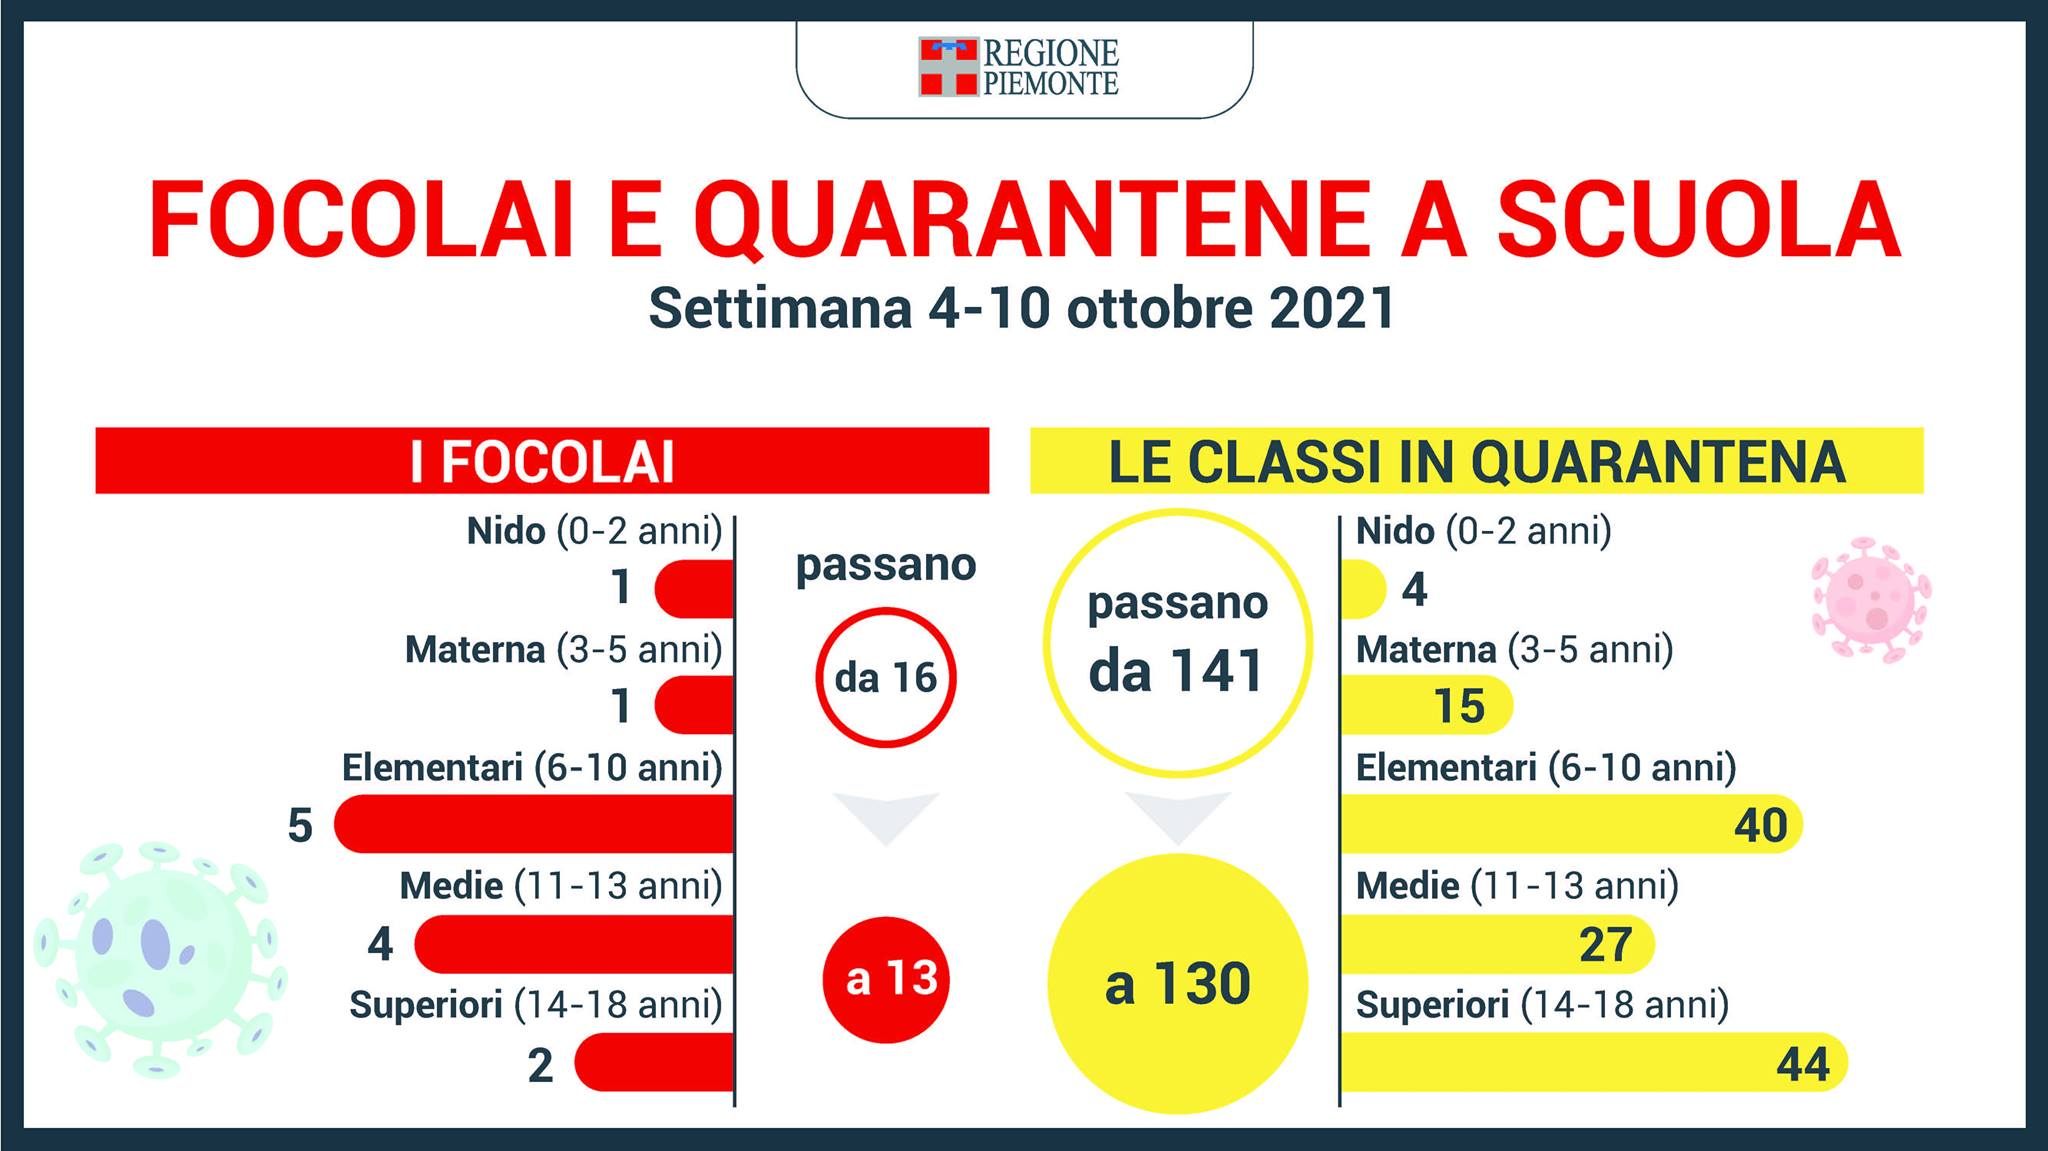 REGIONE
PIEMONTE
FOCOLAI E QUARANTENE A SCUOLA
Settimana 4-10 ottobre 2021
I FOCOLAI
Nido (0-2 anni)
1
Materna (3-5 anni)
1
Elementari (6-10 anni)
5
Medie (11-13 anni)
4
Superiori (14-18 anni)
2
passano
da 16
a 13
LE CLASSI IN QUARANTENA
passano
da 141
a 130
Nido (0-2 anni)
4
Materna (3-5 anni)
15
Elementari (6-10 anni)
40
Medie (11-13 anni)
27
Superiori (14-18 anni)
44